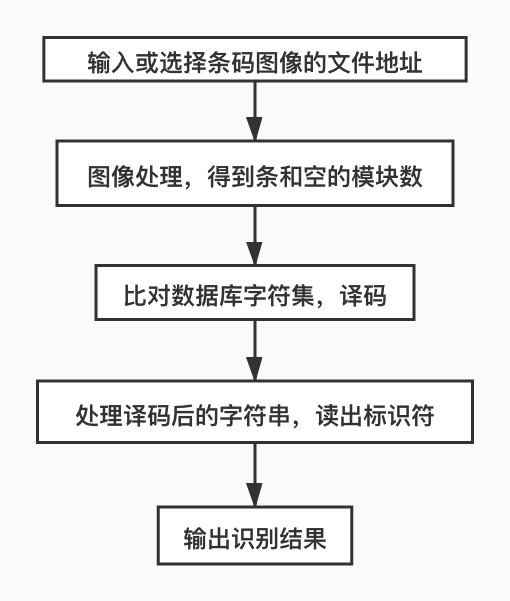 输入或选择条码图像的文件地址
图像处理，得到条和空的模块数
比对数据库字符集，译码
处理译码后的字符串，读出标识符
输出识别结果